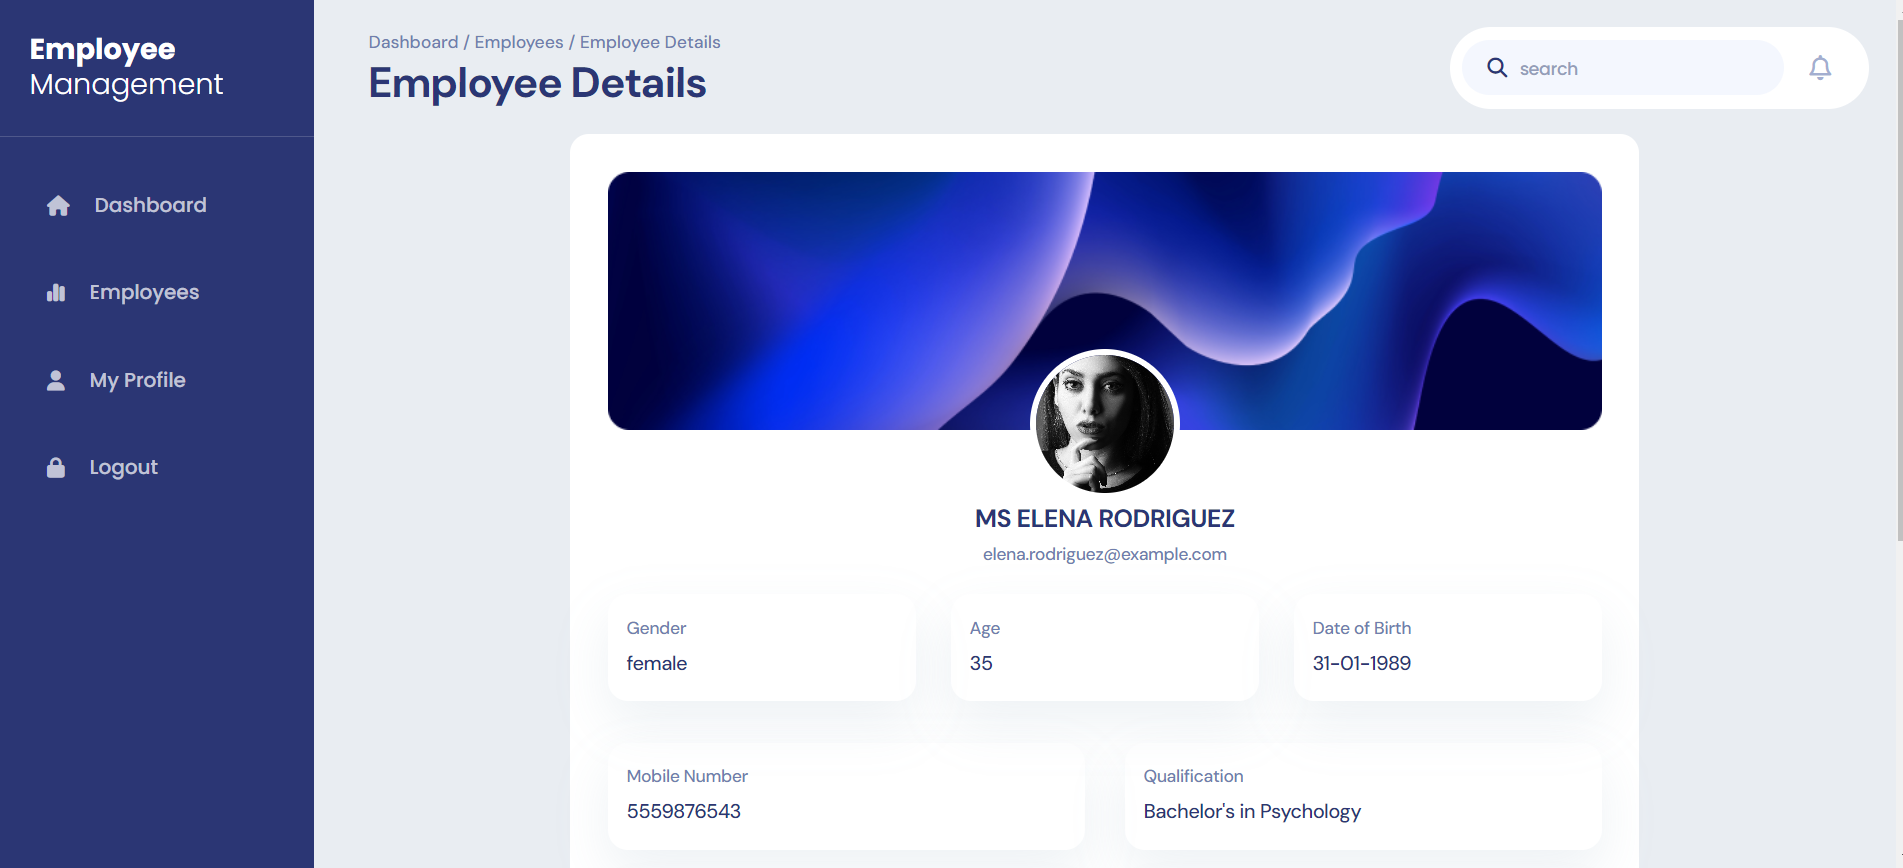 Employee
Management
Dashboard
Employees
My Profile
Logout
Dashboard / Employees / Employee Details
Employee Details
search
MS ELENA RODRIGUEZ
elena.rodriguez@example.com
Gender
female
Age
35
Date of Birth
31-01-1989
Mobile Number
5559876543
Qualification
Bachelor's in Psychology